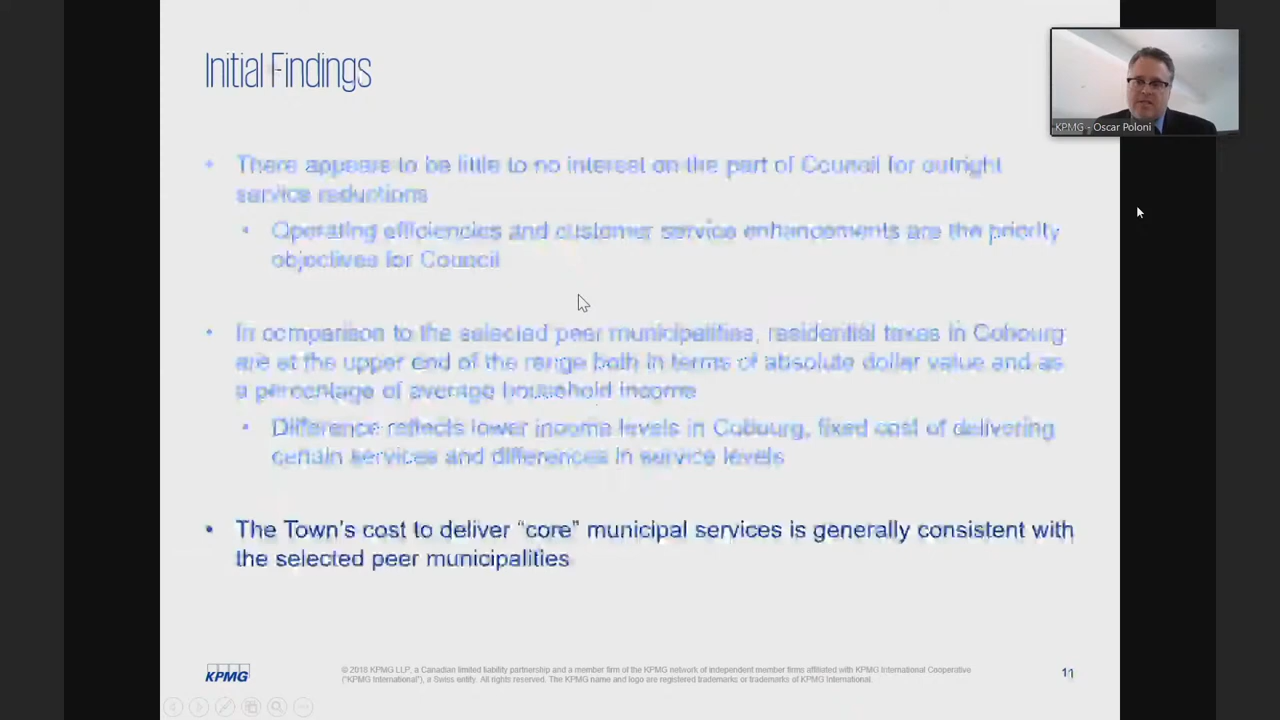 Initial Findings
KPMG - Oscar Poloni
• There appears to be little to no interest on the part of Council for outright
service reductions
• Operating efficiencies and customer service enhancements are the priority
objectives for Council
• In comparison to the selected peer municipalities, residential taxes in Cobourg
are at the upper end of the range both in terms of absolute dollar value and as
a percentage of average household income
• Difference reflects lower income levels in Cobourg, fixed cost of delivering
certain services and differences in service levels
• The Town's cost to deliver “core” municipal services is generally consistent with
the selected peer municipalities
KPMG
© 2018 KPMG LLP, a Canadian limited liability partnership and a member firm of the KPMG network of independent member firms affiliated with KPMG International Cooperative
(“KPMG International”), a Swiss entity. All rights reserved. The KPMG name and logo are registered trademarks or trademarks of KPMG International.